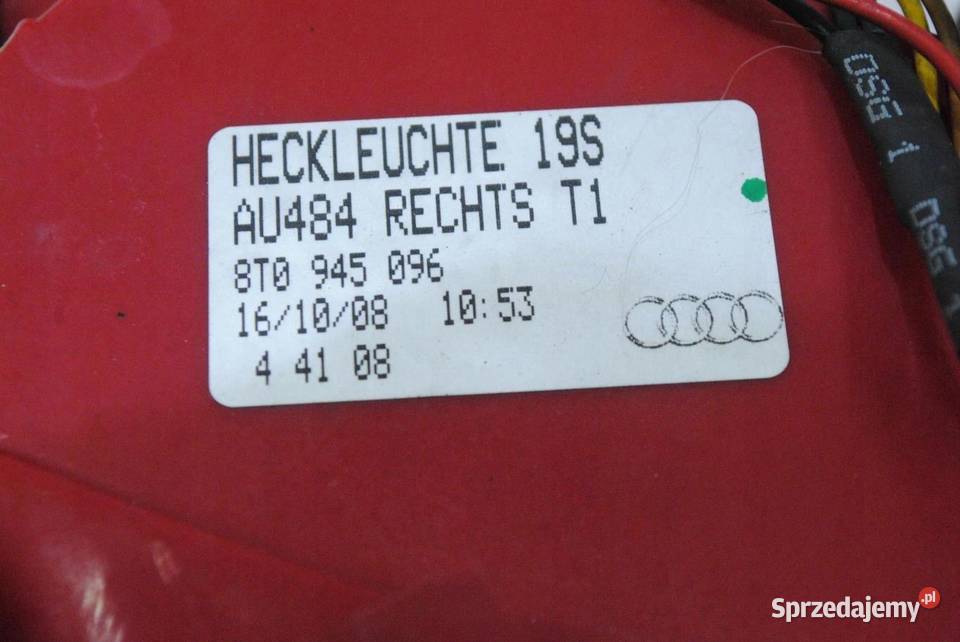 HECKLEUCHTE 19S
AU484 RECHTS T1
8T0 945 096
16/10/08 10:53
4 41 08
Sprzedajemy.pl